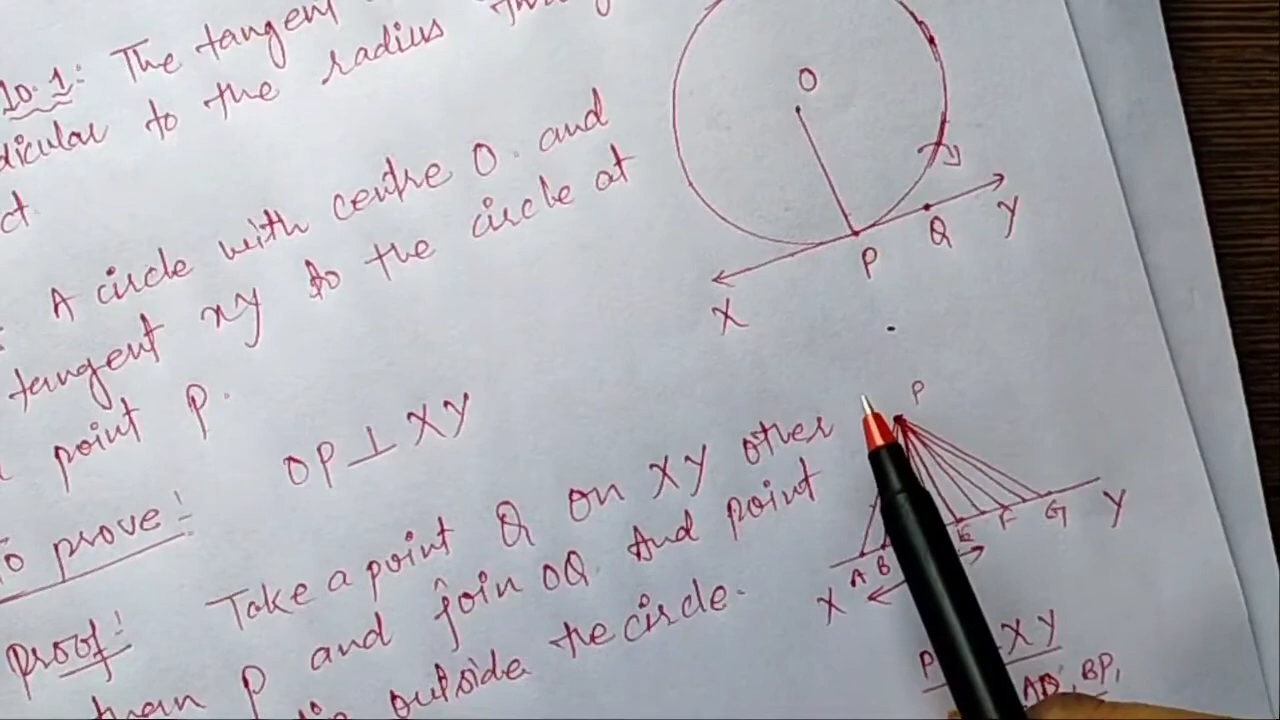 10.1: The tangent
dicular to the radius
ct.
A circle with centre O and
tangent xy to the circle at
point P.
To prove:
OP⊥XY
Proof: Take a point Q on XY other
than P and join OQ. And point
outside the circle.
O
P
Q
Y
X
P
A
B
E
F
G
Y
X
XY
BP,